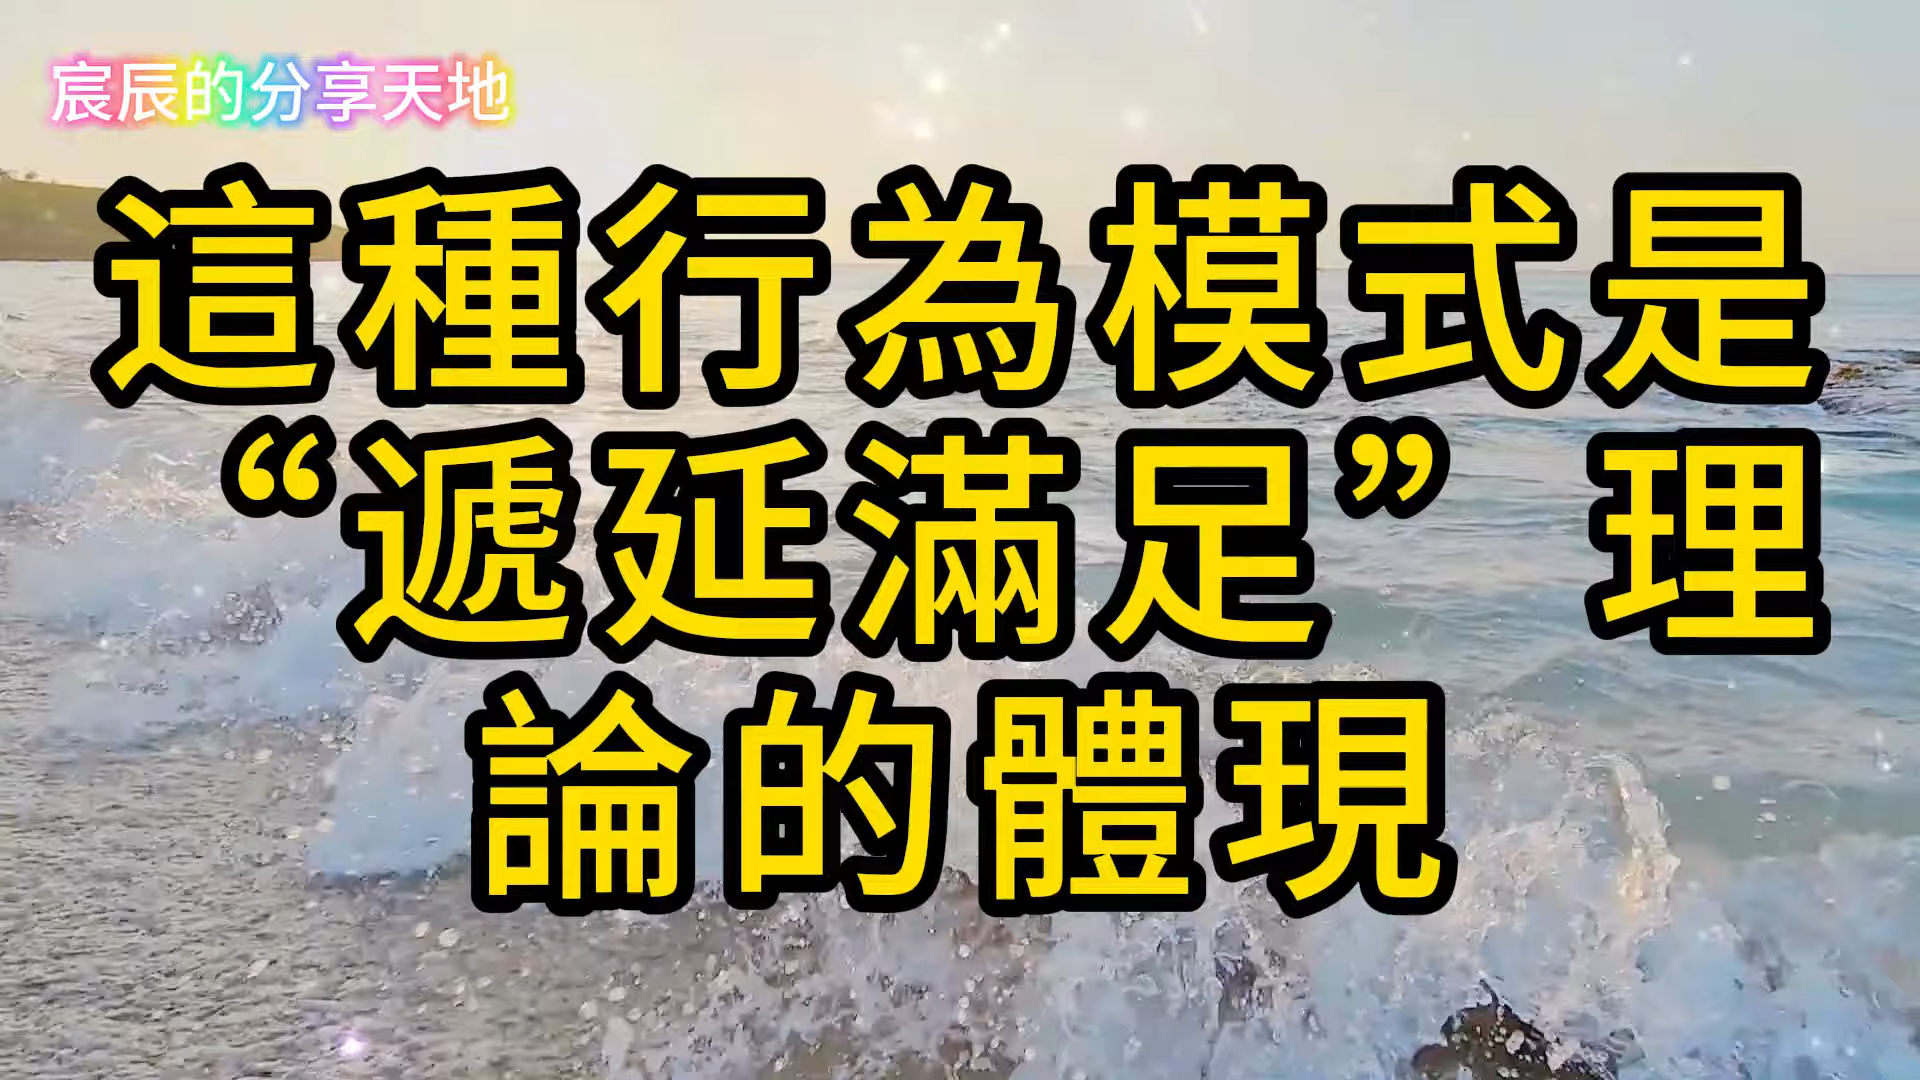 宸辰的分享天地
這種行為模式是
“遞延滿足”理
論的體現